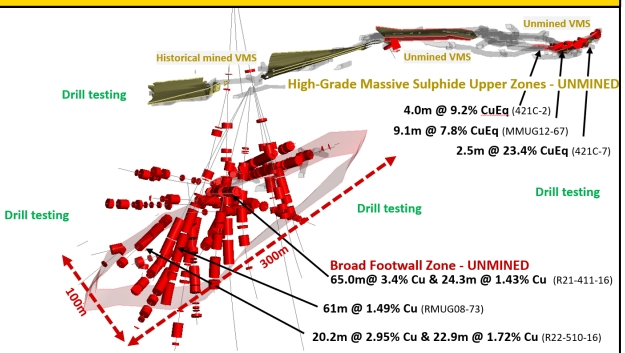 Unmined VMS
Historical mined VMS
Unmined VMS
High-Grade Massive Sulphide Upper Zones - UNMINED
Drill testing
4.0m @ 9.2% CuEq (421C-2)
9.1m @ 7.8% CuEq (MMUG12-67)
2.5m @ 23.4% CuEq (421C-7)
Drill testing
Drill testing
Drill testing
300m
100m
Broad Footwall Zone - UNMINED
65.0m@ 3.4% Cu & 24.3m @ 1.43% Cu (R21-411-16)
61m @ 1.49% Cu (RMUG08-73)
20.2m @ 2.95% Cu & 22.9m @ 1.72% Cu (R22-510-16)